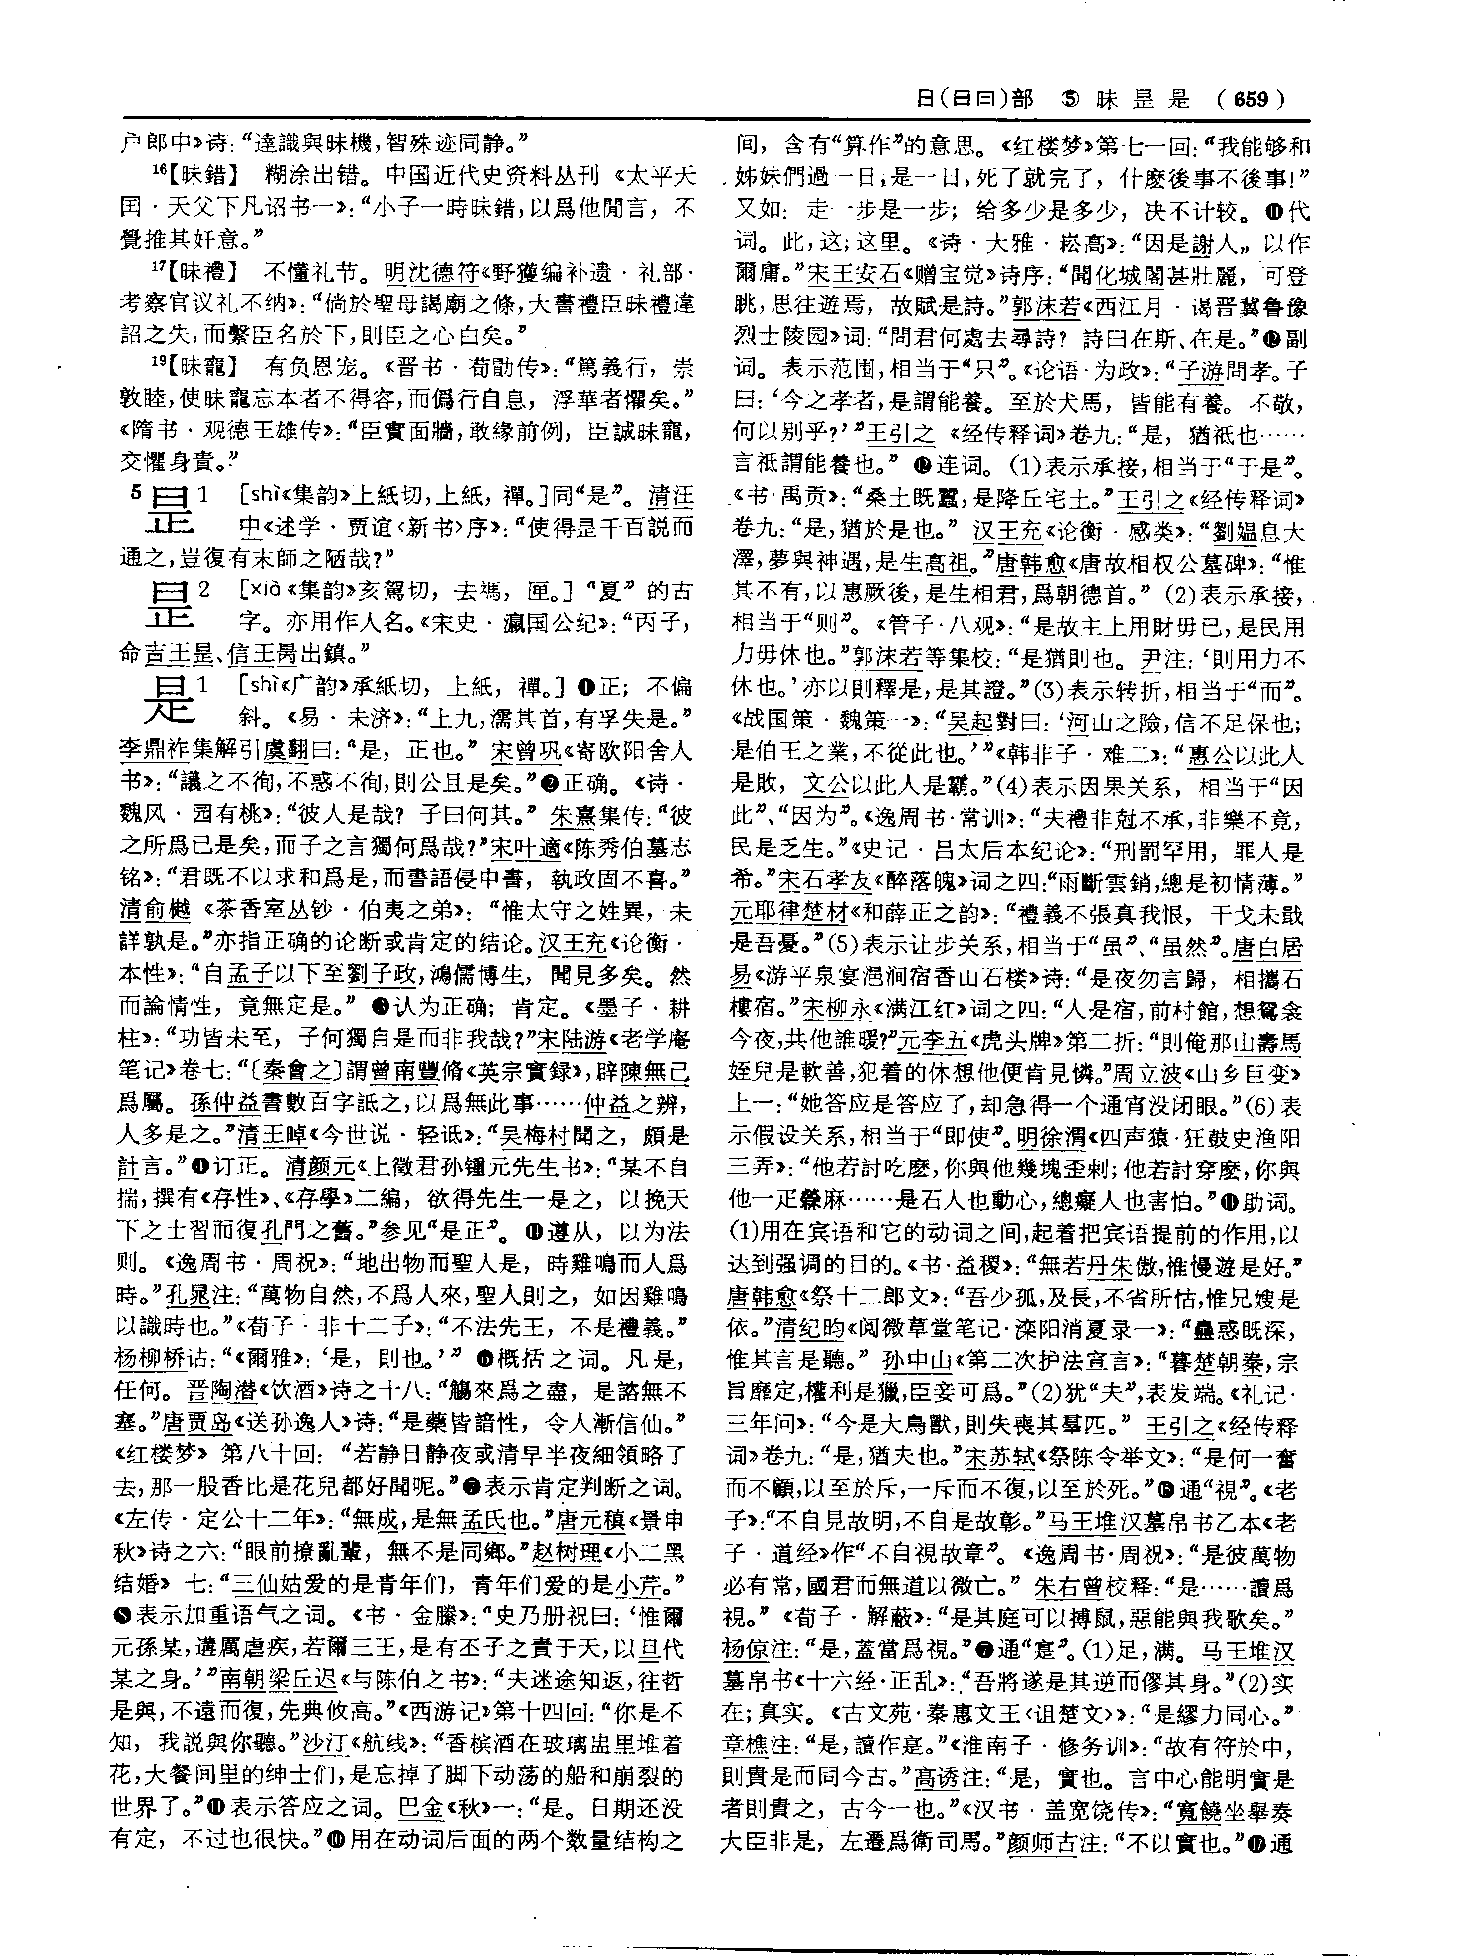 日(日曰)部 ⑤ 昧 昰 是 (659)
户郎中》诗：“達識與昧機，智殊迹同静。”
¹⁶【昧錯】 糊涂出错。中国近代史资料丛刊《太平天
国·天父下凡诏书一》：“小子一時昧錯，以爲他閒言，不
覺推其奸意。”
¹⁷【昧禮】 不懂礼节。明沈德符《野獲编补遗·礼部·
考察官议礼不纳》：“倘於聖母謁廟之條，大書禮臣昧禮違
詔之失，而繫臣名於下，則臣之心白矣。”
¹⁹【昧寵】 有负恩宠。《晋书·荀勖传》：“篤義行，崇
敦睦，使昧寵忘本者不得容，而僞行自息，浮華者懼矣。”
《隋书·观德王雄传》：“臣實面牆，敢缘前例，臣誠昧寵，
交懼身責。”
5 昰1 [shì《集韵》上紙切，上紙，禪。]同“是”。清汪
中《述学·贾谊〈新书〉序》：“使得昰千百説而
通之，豈復有末師之陋哉？”
昰2 [xià《集韵》亥駕切，去禡，匣。]“夏”的古
字。亦用作人名。《宋史·瀛国公纪》：“丙子，
命吉王昰、信王昺出鎮。”
是1 [shì《广韵》承紙切，上紙，禪。]❶正；不偏
斜。《易·未济》：“上九，濡其首，有孚失是。”
李鼎祚集解引虞翻曰：“是，正也。”宋曾巩《寄欧阳舍人
书》：“議之不徇，不惑不徇，則公且是矣。”❷正确。《诗·
魏风·园有桃》：“彼人是哉？子曰何其。”朱熹集传：“彼
之所爲已是矣，而子之言獨何爲哉？”宋叶適《陈秀伯墓志
铭》：“君既不以求和爲是，而書語侵中書，執政固不喜。”
清俞樾《茶香室丛钞·伯夷之弟》：“惟太守之姓異，未
詳孰是。”亦指正确的论断或肯定的结论。汉王充《论衡·
本性》：“自孟子以下至劉子政，鴻儒博生，聞見多矣。然
而論情性，竟無定是。”❸认为正确；肯定。《墨子·耕
柱》：“功皆未至，子何獨自是而非我哉？”宋陆游《老学庵
笔记》卷七：“〔秦會之〕謂曾南豐脩《英宗實録》，辟陳無己
爲屬。孫仲益書數百字詆之，以爲無此事……仲益之辨，
人多是之。”清王晫《今世说·轻诋》：“吴梅村聞之，頗是
計言。”❹订正。清颜元《上徵君孙锺元先生书》：“某不自
揣，撰有《存性》、《存學》二编，欲得先生一是之，以挽天
下之士習而復孔門之舊。”参见“是正”。❺遵从，以为法
则。《逸周书·周祝》：“地出物而聖人是，時雞鳴而人爲
時。”孔晁注：“萬物自然，不爲人來，聖人則之，如因雞鳴
以識時也。”《荀子·非十二子》：“不法先王，不是禮義。”
杨柳桥诂：“《爾雅》：‘是，則也。’”❻概括之词。凡是，
任何。晋陶潜《饮酒》诗之十八：“觴來爲之盡，是諮無不
塞。”唐贾岛《送孙逸人》诗：“是藥皆諳性，令人漸信仙。”
《红楼梦》第八十回：“若静日静夜或清早半夜細領略了
去，那一股香比是花兒都好聞呢。”❼表示肯定判断之词。
《左传·定公十二年》：“無成，是無孟氏也。”唐元稹《景申
秋》诗之六：“眼前撩亂輩，無不是同鄉。”赵树理《小二黑
结婚》七：“三仙姑爱的是青年们，青年们爱的是小芹。”
❽表示加重语气之词。《书·金縢》：“史乃册祝曰：‘惟爾
元孫某，遘厲虐疾，若爾三王，是有丕子之責于天，以旦代
某之身。’”南朝梁丘迟《与陈伯之书》：“夫迷途知返，往哲
是與，不遠而復，先典攸高。”《西游记》第十四回：“你是不
知，我説與你聽。”沙汀《航线》：“香槟酒在玻璃盅里堆着
花，大餐间里的绅士们，是忘掉了脚下动荡的船和崩裂的
世界了。”❾表示答应之词。巴金《秋》一：“是。日期还没
有定，不过也很快。”❿用在动词后面的两个数量结构之
间，含有“算作”的意思。《红楼梦》第七一回：“我能够和
姊妹們過一日，是一日，死了就完了，什麽後事不後事！”
又如：走一步是一步；给多少是多少，决不计较。⓫代
词。此，这；这里。《诗·大雅·崧高》：“因是謝人，以作
爾庸。”宋王安石《赠宝觉》诗序：“聞化城閣甚壯麗，可登
眺，思往遊焉，故賦是詩。”郭沫若《西江月·谒晋冀鲁豫
烈士陵园》词：“問君何處去尋詩？詩曰在斯、在是。”⓬副
词。表示范围，相当于“只”。《论语·为政》：“子游問孝。子
曰：‘今之孝者，是謂能養。至於犬馬，皆能有養。不敬，
何以别乎？’”王引之《经传释词》卷九：“是，猶衹也……
言衹謂能養也。”⓭连词。(1)表示承接，相当于“于是”。
《书·禹贡》：“桑土既蠶，是降丘宅土。”王引之《经传释词》
卷九：“是，猶於是也。”汉王充《论衡·感类》：“劉媪息大
澤，夢與神遇，是生高祖。”唐韩愈《唐故相权公墓碑》：“惟
其不有，以惠厥後，是生相君，爲朝德首。”(2)表示承接，
相当于“则”。《管子·八观》：“是故主上用財毋已，是民用
力毋休也。”郭沫若等集校：“是猶則也。尹注：‘則用力不
休也。’亦以則釋是，是其證。”(3)表示转折，相当于“而”。
《战国策·魏策一》：“吴起對曰：‘河山之險，信不足保也；
是伯王之業，不從此也。’”《韩非子·难二》：“惠公以此人
是敗，文公以此人是霸。”(4)表示因果关系，相当于“因
此”、“因为”。《逸周书·常训》：“夫禮非尅不承，非樂不竟，
民是乏生。”《史记·吕太后本纪论》：“刑罰罕用，罪人是
希。”宋石孝友《醉落魄》词之四：“雨斷雲銷，總是初情薄。”
元耶律楚材《和薛正之韵》：“禮義不張真我恨，干戈未戢
是吾憂。”(5)表示让步关系，相当于“虽”、“虽然”。唐白居
易《游平泉宴浥涧宿香山石楼》诗：“是夜勿言歸，相攜石
樓宿。”宋柳永《满江红》词之四：“人是宿，前村館，想鴛衾
今夜，共他誰暖？”元李五《虎头牌》第二折：“則俺那山壽馬
姪兒是軟善，犯着的休想他便肯見憐。”周立波《山乡巨变》
上一：“她答应是答应了，却急得一个通宵没闭眼。”(6)表
示假设关系，相当于“即使”。明徐渭《四声猿·狂鼓史渔阳
三弄》：“他若討吃麽，你與他幾塊歪剌；他若討穿麽，你與
他一疋𦇧麻……是石人也動心，總癡人也害怕。”⓮助词。
(1)用在宾语和它的动词之间，起着把宾语提前的作用，以
达到强调的目的。《书·益稷》：“無若丹朱傲，惟慢遊是好。”
唐韩愈《祭十二郎文》：“吾少孤，及長，不省所怙，惟兄嫂是
依。”清纪昀《阅微草堂笔记·滦阳消夏录一》：“蠱惑既深，
惟其言是聽。”孙中山《第二次护法宣言》：“暮楚朝秦，宗
旨靡定，權利是獵，臣妾可爲。”(2)犹“夫”，表发端。《礼记·
三年问》：“今是大鳥獸，則失喪其羣匹。”王引之《经传释
词》卷九：“是，猶夫也。”宋苏轼《祭陈令举文》：“是何一奮
而不顧，以至於斥，一斥而不復，以至於死。”⓯通“視”。《老
子》：“不自見故明，不自是故彰。”马王堆汉墓帛书乙本《老
子·道经》作“不自視故章”。《逸周书·周祝》：“是彼萬物
必有常，國君而無道以微亡。”朱右曾校释：“是……讀爲
視。”《荀子·解蔽》：“是其庭可以搏鼠，惡能與我歌矣。”
杨倞注：“是，蓋當爲視。”⓰通“寔”。(1)足，满。马王堆汉
墓帛书《十六经·正乱》：“吾將遂是其逆而僇其身。”(2)实
在；真实。《古文苑·秦惠文王〈诅楚文〉》：“是繆力同心。”
章樵注：“是，讀作寔。”《淮南子·修务训》：“故有符於中，
則貴是而同今古。”高诱注：“是，實也。言中心能明實是
者則貴之，古今一也。”《汉书·盖宽饶传》：“寬饒坐舉奏
大臣非是，左遷爲衛司馬。”颜师古注：“不以實也。”⓱通